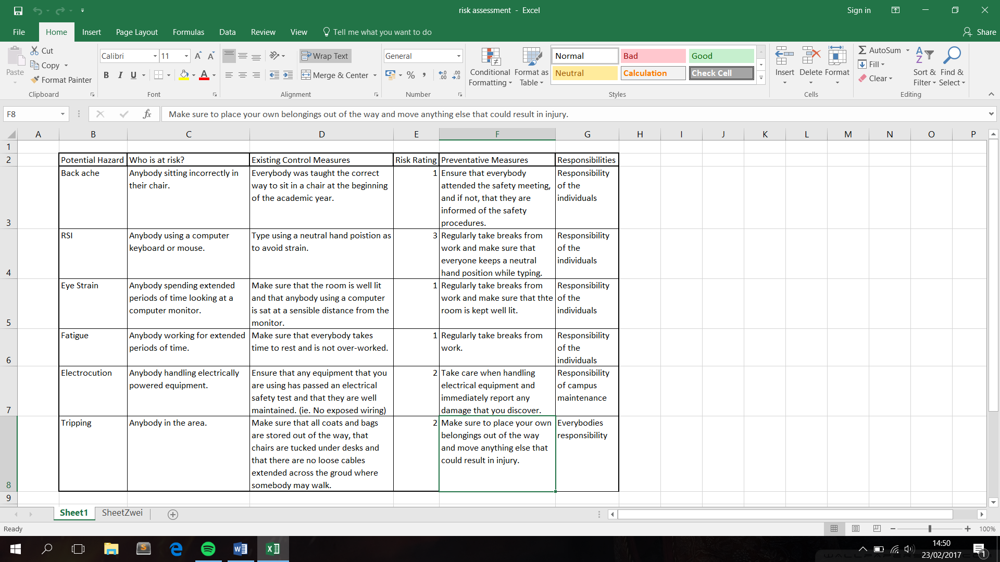 risk assessment - Excel
Sign in
File Home Insert Page Layout Formulas Data Review View Tell me what you want to do Share
Paste
Cut
Copy
Format Painter
Clipboard
Calibri 11
B I U
Font
Wrap Text
Merge & Center
Alignment
General
%
Number
Conditional Formatting
Format as Table
Normal Bad Good
Neutral Calculation Check Cell
Styles
Insert Delete Format
Cells
AutoSum
Fill
Clear
Sort & Filter
Find & Select
Editing
F8
fx
Make sure to place your own belongings out of the way and move anything else that could result in injury.
A B C D E F G H I J K L M N O P
1
2
Potential Hazard Who is at risk? Existing Control Measures Risk Rating Preventative Measures Responsibilities
3
Back ache
Anybody sitting incorrectly in
their chair.
Everybody was taught the correct
way to sit in a chair at the beginning
of the academic year.
1
Ensure that everybody
attended the safety meeting,
and if not, that they are
informed of the safety
procedures.
Responsibility
of the
individuals
4
RSI
Anybody using a computer
keyboard or mouse.
Type using a neutral hand poistion as
to avoid strain.
3
Regularly take breaks from
work and make sure that
everyone keeps a neutral
hand position while typing.
Responsibility
of the
individuals
5
Eye Strain
Anybody spending extended
periods of time looking at a
computer monitor.
Make sure that the room is well lit
and that anybody using a computer
is sat at a sensible distance from the
monitor.
1
Regularly take breaks from
work and make sure that thte
room is kept well lit.
Responsibility
of the
individuals
6
Fatigue
Anybody working for extended
periods of time.
Make sure that everybody takes
time to rest and is not over-worked.
1
Regularly take breaks from
work.
Responsibility
of the
individuals
7
Electrocution
Anybody handling electrically
powered equipment.
Ensure that any equipment that you
are using has passed an electrical
safety test and that they are well
maintained. (ie. No exposed wiring)
2
Take care when handling
electrical equipment and
immediately report any
damage that you discover.
Responsibility
of campus
maintenance
8
Tripping
Anybody in the area.
Make sure that all coats and bags
are stored out of the way, that
chairs are tucked under desks and
that there are no loose cables
extended across the groud where
somebody may walk.
2
Make sure to place your own
belongings out of the way
and move anything else that
could result in injury.
Everybodies
responsibility
9
Sheet1 SheetZwei
Ready
100%
14:50
23/02/2017
1